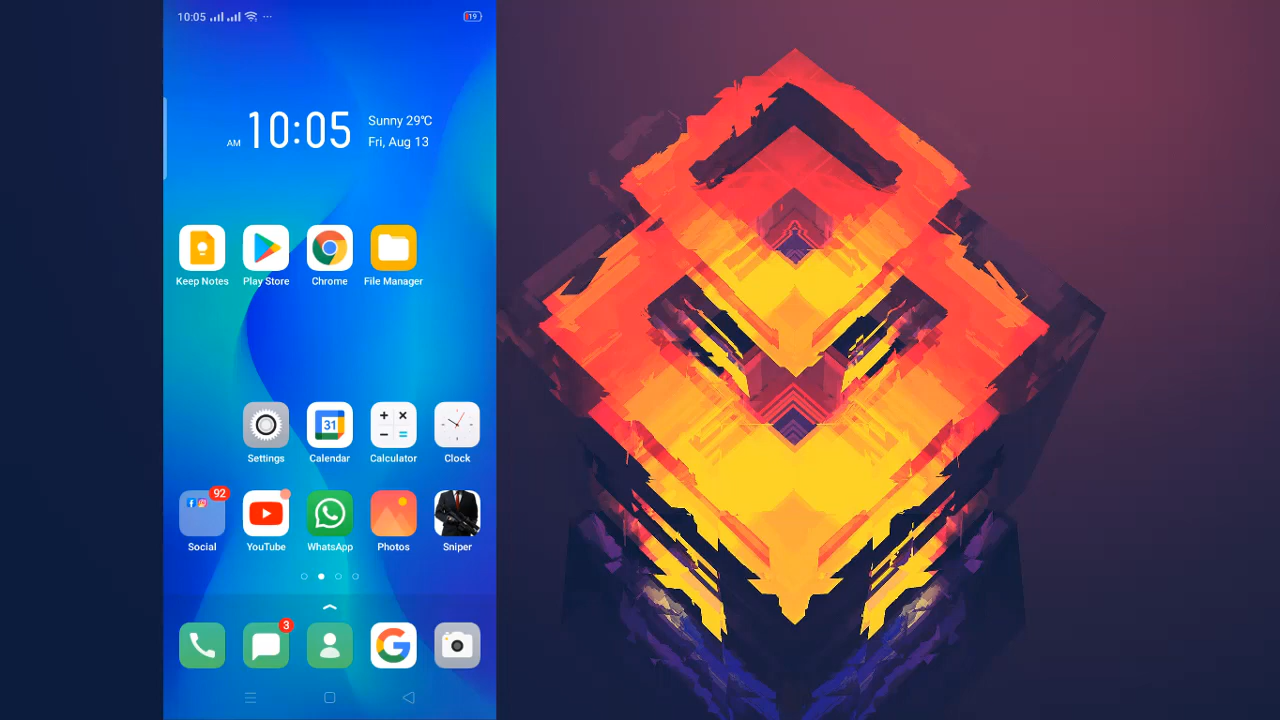 10:05
19
AM 10:05
Sunny 29℃
Fri, Aug 13
Keep Notes
Play Store
Chrome
File Manager
31
Settings
Calendar
Calculator
Clock
92
Social
YouTube
WhatsApp
Photos
Sniper
3